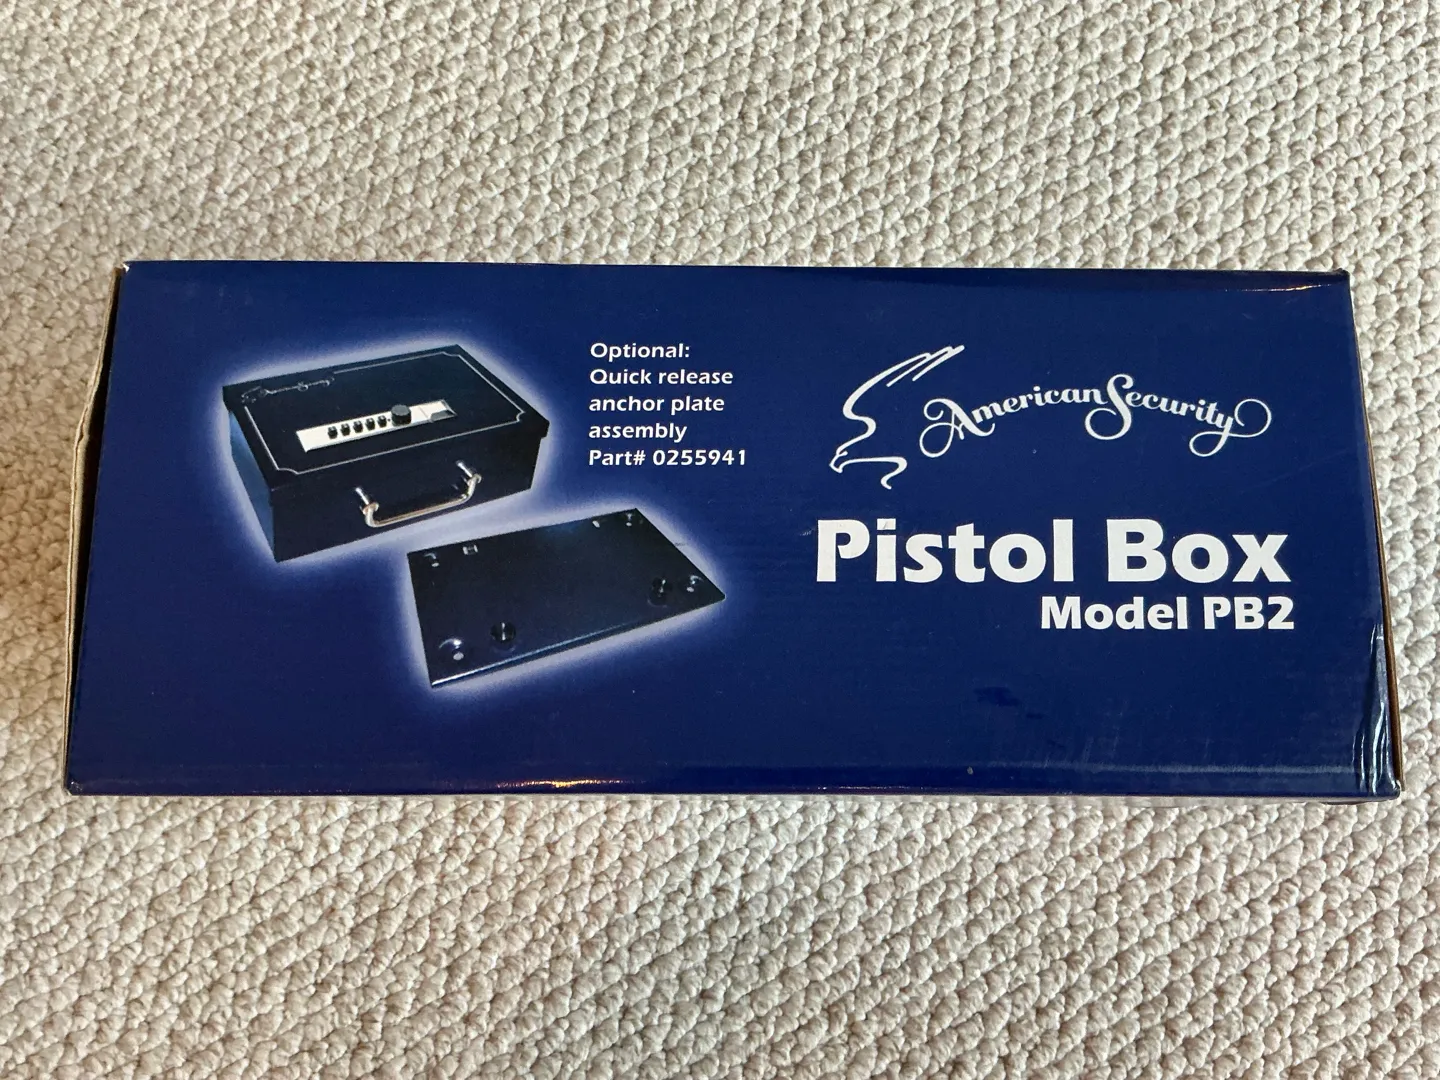 Optional:
Quick release
anchor plate
assembly
Part# 0255941
American Security
Pistol Box
Model PB2